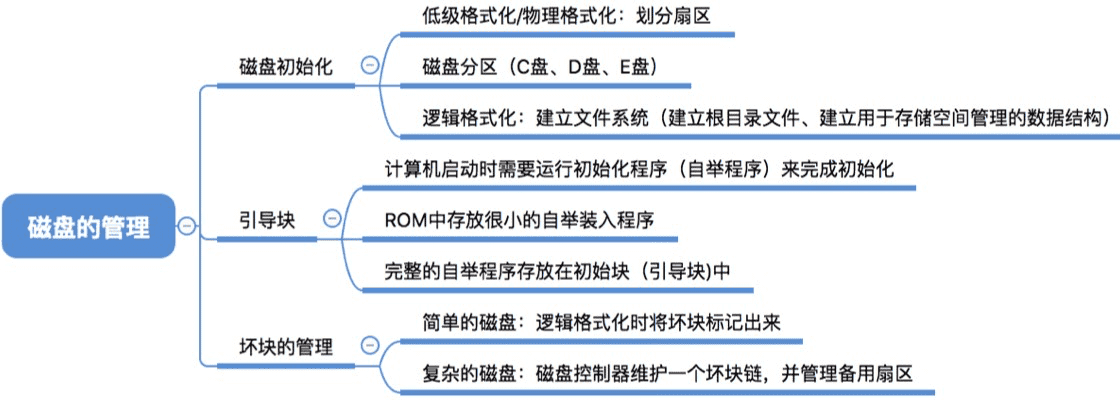 磁盘的管理
磁盘初始化
低级格式化/物理格式化：划分扇区
磁盘分区（C盘、D盘、E盘）
逻辑格式化：建立文件系统（建立根目录文件、建立用于存储空间管理的数据结构）
引导块
计算机启动时需要运行初始化程序（自举程序）来完成初始化
ROM中存放很小的自举装入程序
完整的自举程序存放在初始块（引导块)中
坏块的管理
简单的磁盘：逻辑格式化时将坏块标记出来
复杂的磁盘：磁盘控制器维护一个坏块链，并管理备用扇区